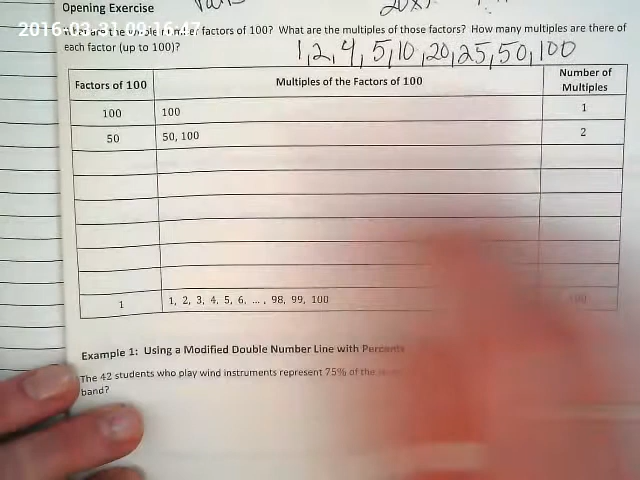 Opening Exercise
2016-03-31 09:16:47
factors of 100? What are the multiples of those factors? How many multiples are there of
each factor (up to 100)?
1, 2, 4, 5, 10, 20, 25, 50, 100
Factors of 100 Multiples of the Factors of 100 Number of Multiples
100 100 1
50 50, 100 2
1 1, 2, 3, 4, 5, 6, ... , 98, 99, 100 100
Example 1: Using a Modified Double Number Line with Percents
The 42 students who play wind instruments represent 75% of the
band?